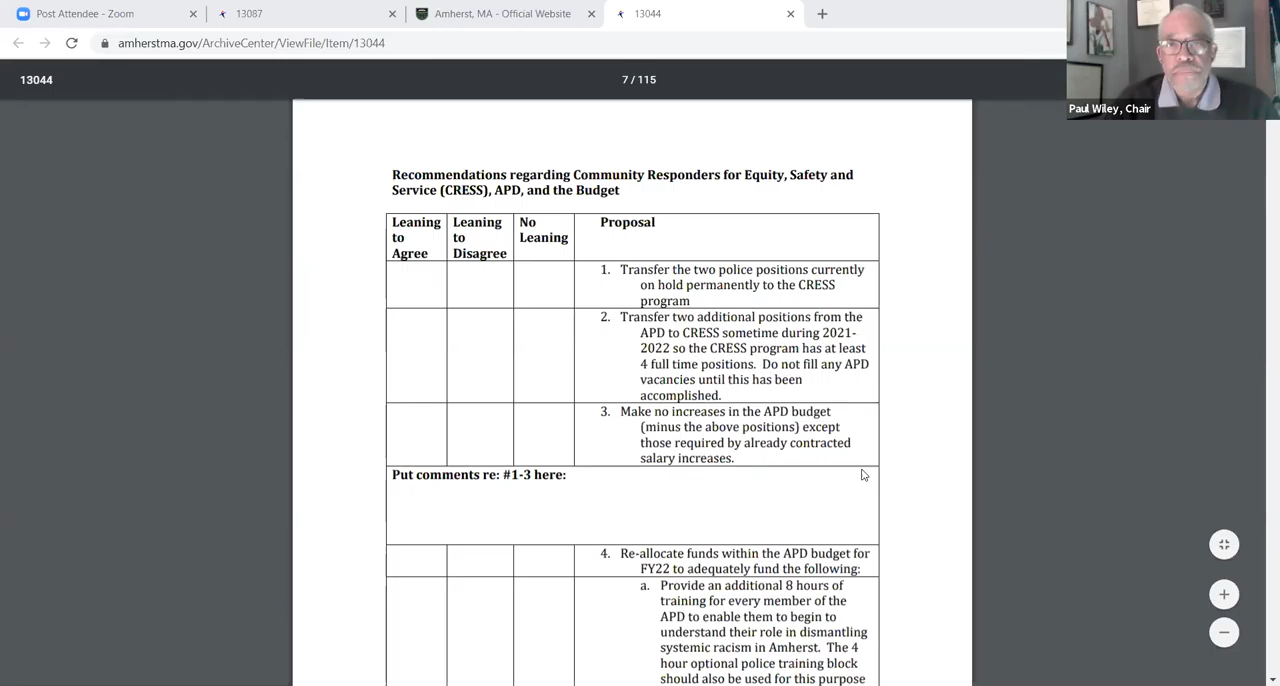 Post Attendee - Zoom
13087
Amherst, MA - Official Website
13044
amherstma.gov/ArchiveCenter/ViewFile/Item/13044
13044
7 / 115
Paul Wiley, Chair
Recommendations regarding Community Responders for Equity, Safety and
Service (CRESS), APD, and the Budget
Leaning
to
Agree
Leaning
to
Disagree
No
Leaning
Proposal
1. Transfer the two police positions currently
on hold permanently to the CRESS
program
2. Transfer two additional positions from the
APD to CRESS sometime during 2021-
2022 so the CRESS program has at least
4 full time positions. Do not fill any APD
vacancies until this has been
accomplished.
3. Make no increases in the APD budget
(minus the above positions) except
those required by already contracted
salary increases.
Put comments re: #1-3 here:
4. Re-allocate funds within the APD budget for
FY22 to adequately fund the following:
a. Provide an additional 8 hours of
training for every member of the
APD to enable them to begin to
understand their role in dismantling
systemic racism in Amherst. The 4
hour optional police training block
should also be used for this purpose